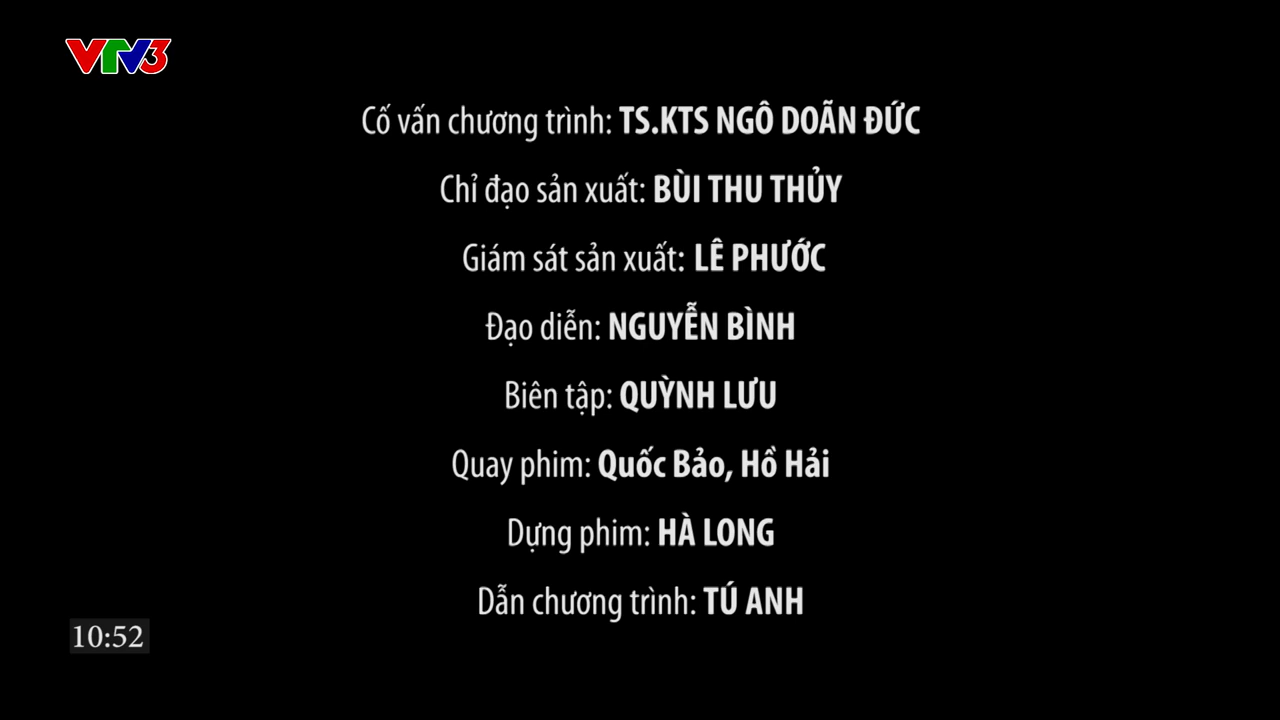 VTV3
Cố vấn chương trình: TS.KTS NGÔ DOÃN ĐỨC
Chỉ đạo sản xuất: BÙI THU THỦY
Giám sát sản xuất: LÊ PHƯỚC
Đạo diễn: NGUYỄN BÌNH
Biên tập: QUỲNH LƯU
Quay phim: Quốc Bảo, Hồ Hải
Dựng phim: HÀ LONG
Dẫn chương trình: TÚ ANH
10:52